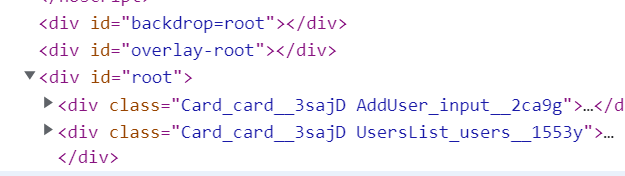 </noscript>
<div id="backdrop=root"></div>
<div id="overlay-root"></div>
▼<div id="root">
▶<div class="Card_card__3sajD AddUser_input__2ca9g">…</d
▶<div class="Card_card__3sajD UsersList_users__1553y">…
</div>